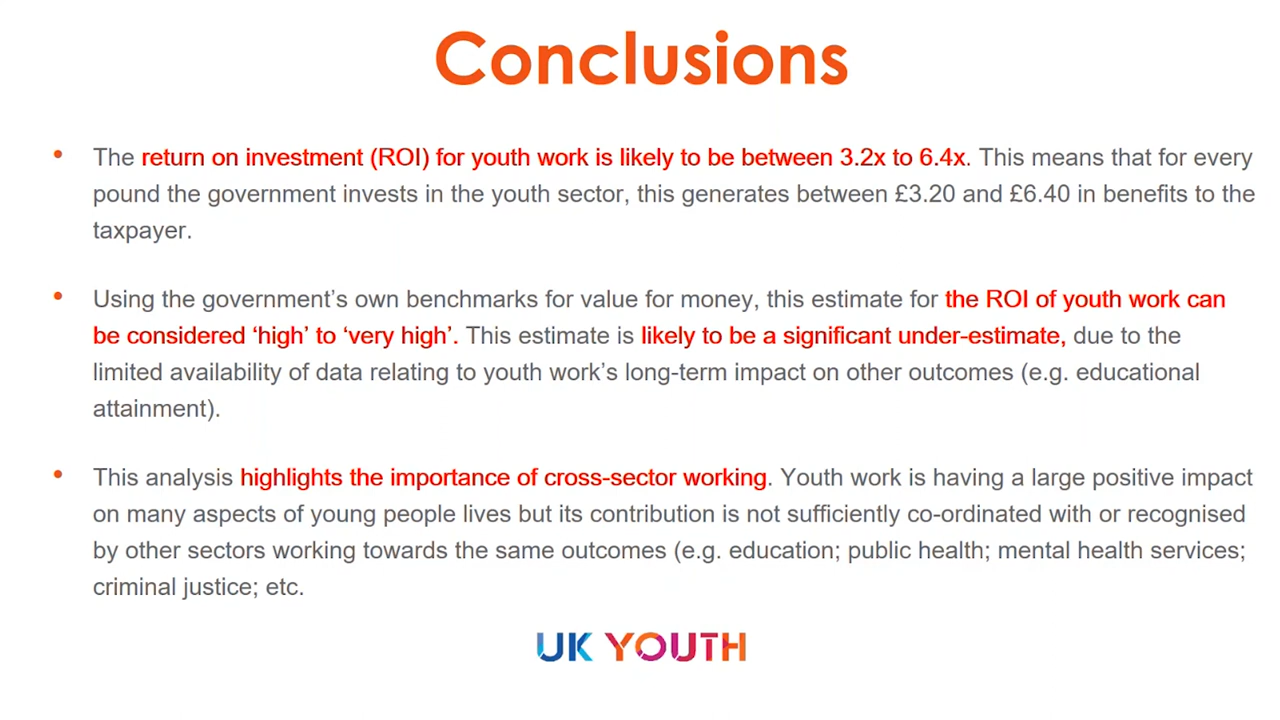 Conclusions
• The return on investment (ROI) for youth work is likely to be between 3.2x to 6.4x. This means that for every
pound the government invests in the youth sector, this generates between £3.20 and £6.40 in benefits to the
taxpayer.
• Using the government’s own benchmarks for value for money, this estimate for the ROI of youth work can
be considered ‘high’ to ‘very high’. This estimate is likely to be a significant under-estimate, due to the
limited availability of data relating to youth work’s long-term impact on other outcomes (e.g. educational
attainment).
• This analysis highlights the importance of cross-sector working. Youth work is having a large positive impact
on many aspects of young people lives but its contribution is not sufficiently co-ordinated with or recognised
by other sectors working towards the same outcomes (e.g. education; public health; mental health services;
criminal justice; etc.
UK YOUTH